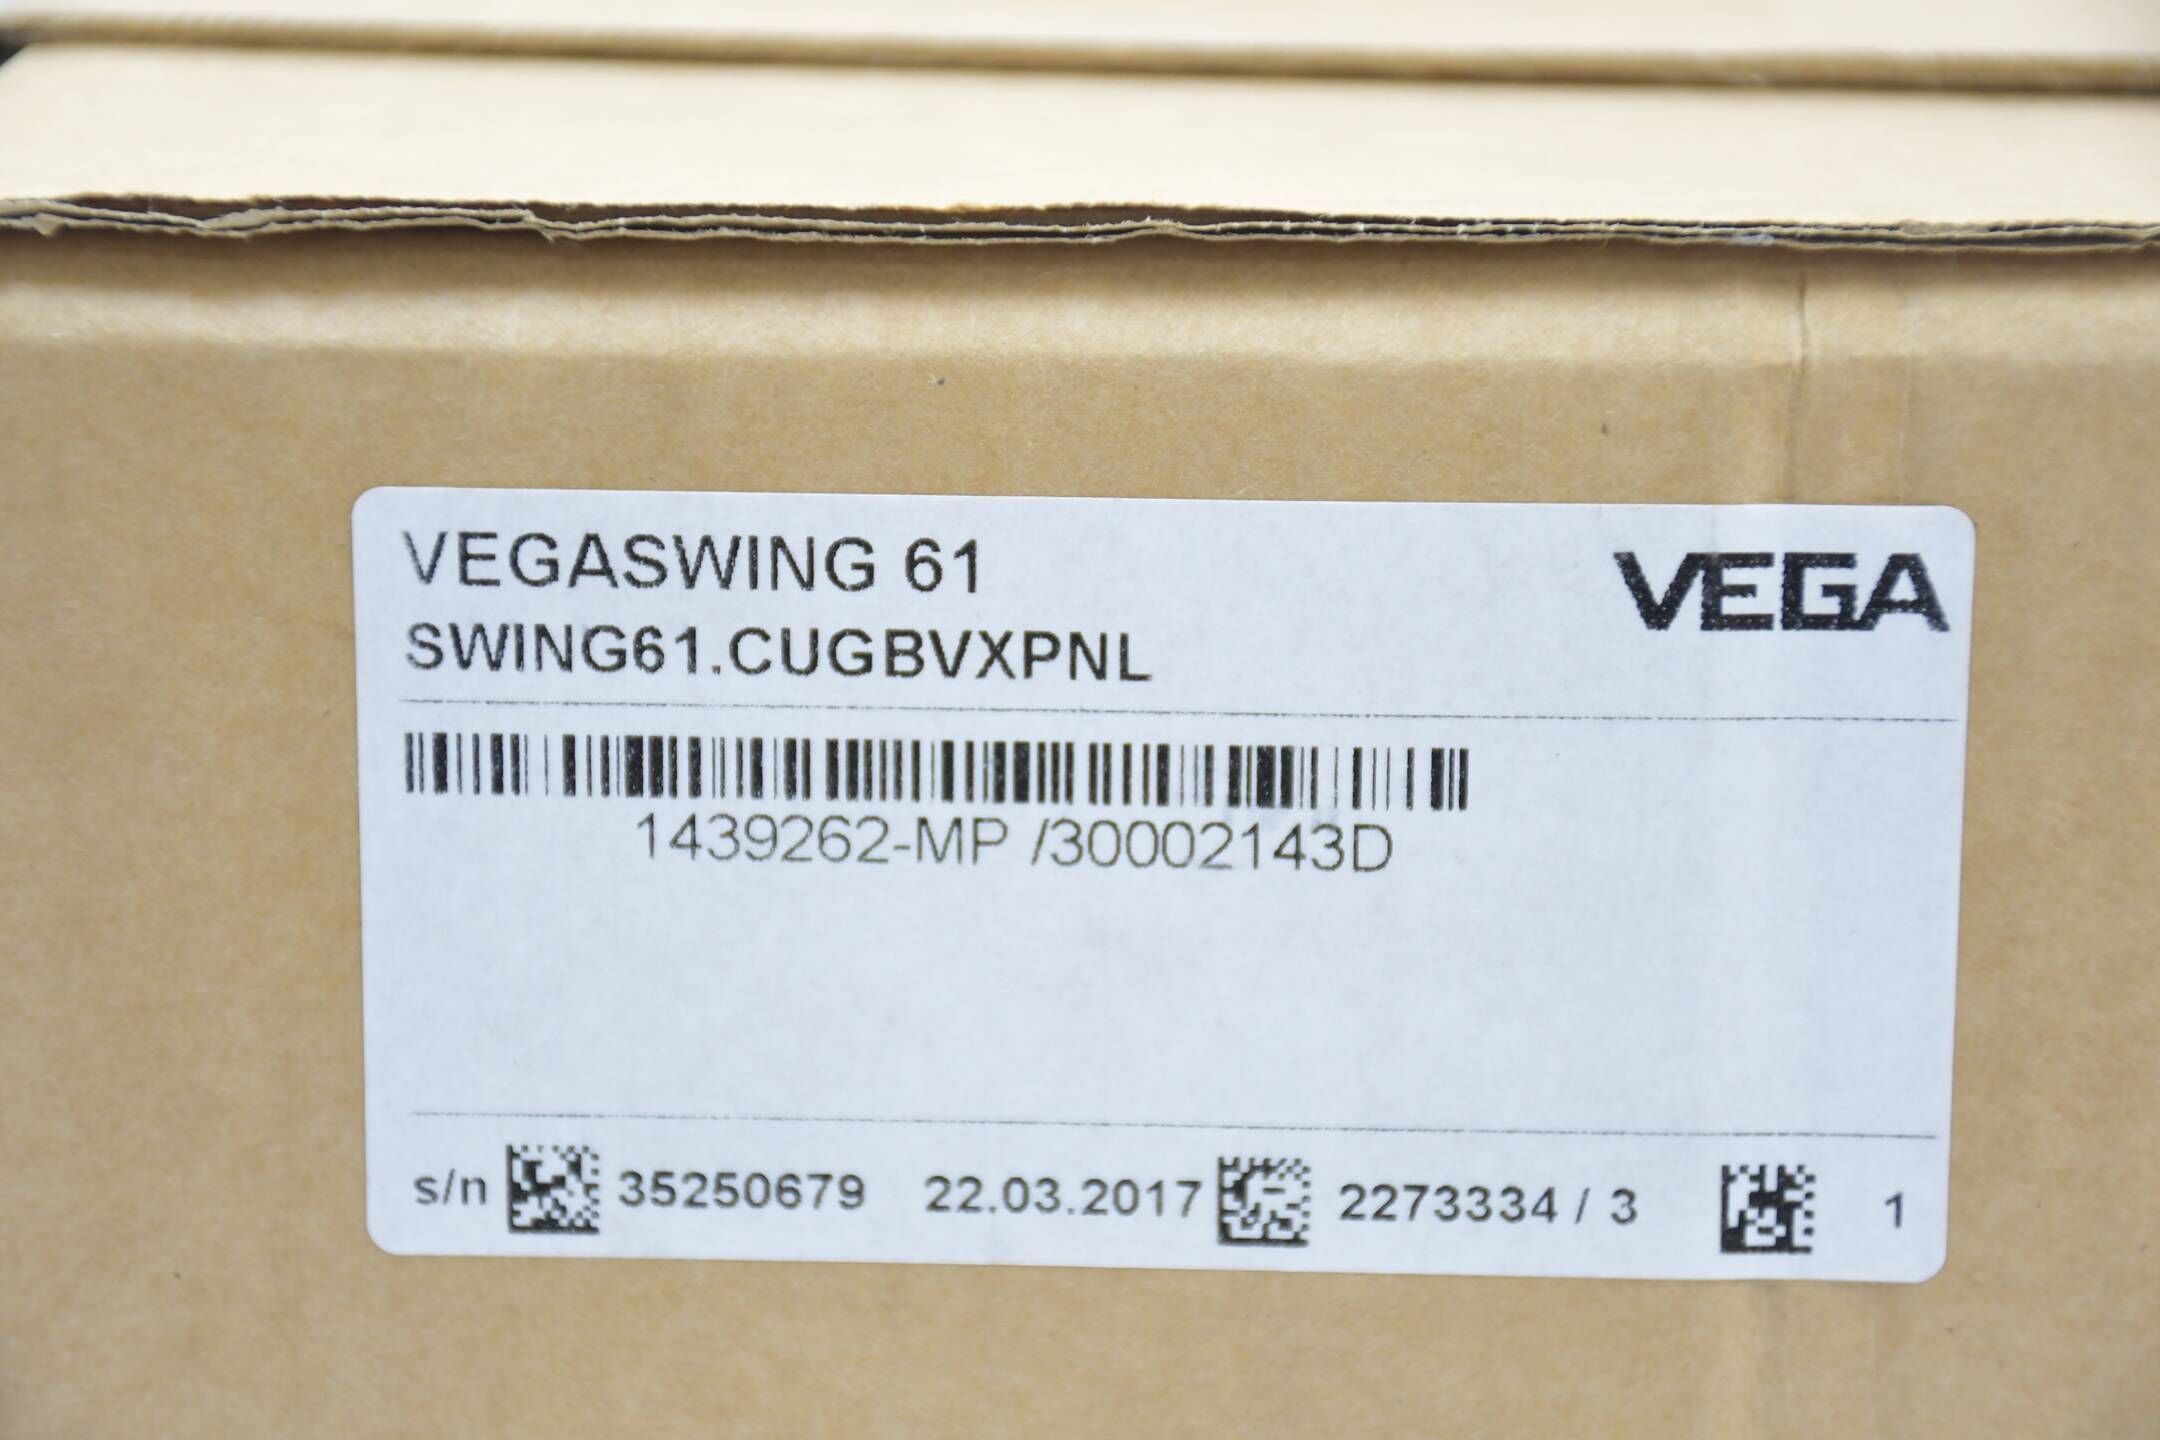 VEGASWING 61
VEGA
SWING61.CUGBVXPNL
1439262-MP /30002143D
s/n 35250679 22.03.2017 2273334 / 3 1